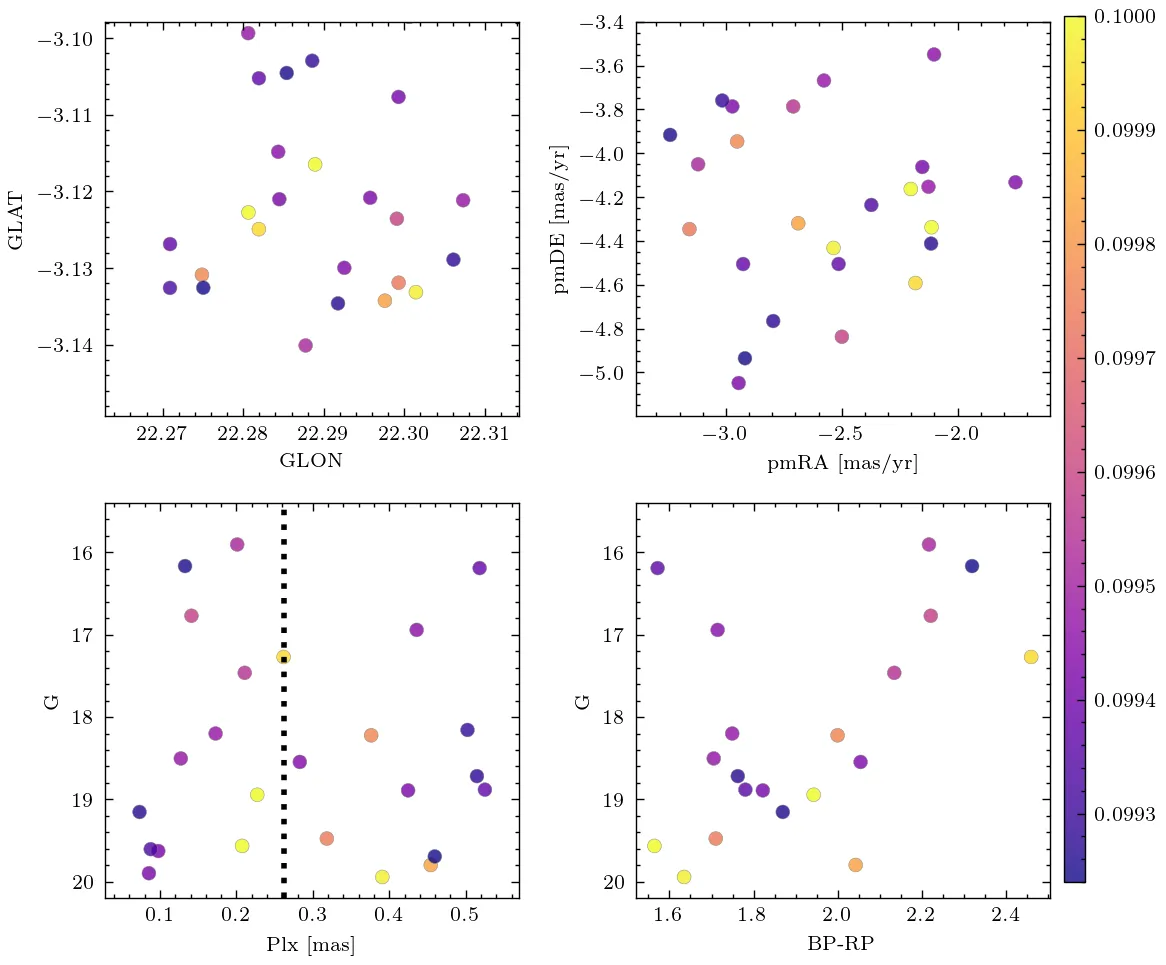 −3.10
−3.11
−3.12
−3.13
−3.14
GLAT
22.27 22.28 22.29 22.30 22.31
GLON
−3.4
−3.6
−3.8
−4.0
−4.2
−4.4
−4.6
−4.8
−5.0
pmDE [mas/yr]
−3.0 −2.5 −2.0
pmRA [mas/yr]
16
17
18
19
20
G
0.1 0.2 0.3 0.4 0.5
Plx [mas]
16
17
18
19
20
G
1.6 1.8 2.0 2.2 2.4
BP-RP
0.1000
0.0999
0.0998
0.0997
0.0996
0.0995
0.0994
0.0993